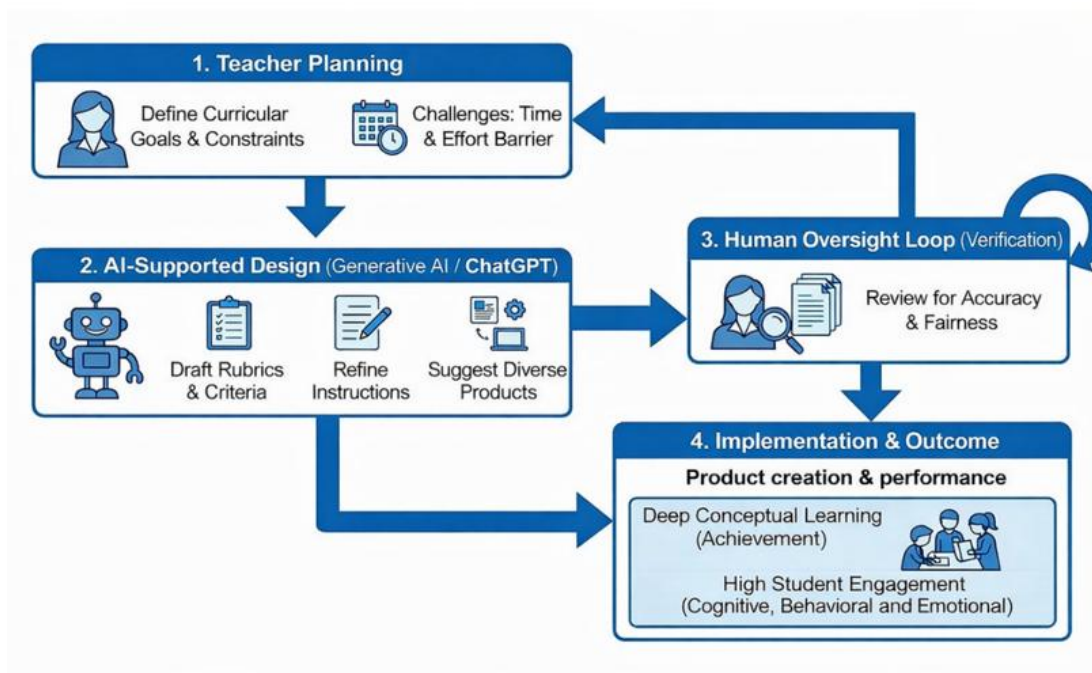 1. Teacher Planning
Define Curricular
Goals & Constraints
Challenges: Time
& Effort Barrier
2. AI-Supported Design (Generative AI / ChatGPT)
Draft Rubrics
& Criteria
Refine
Instructions
Suggest Diverse
Products
3. Human Oversight Loop (Verification)
Review for Accuracy
& Fairness
4. Implementation & Outcome
Product creation & performance
Deep Conceptual Learning
(Achievement)
High Student Engagement
(Cognitive, Behavioral and Emotional)